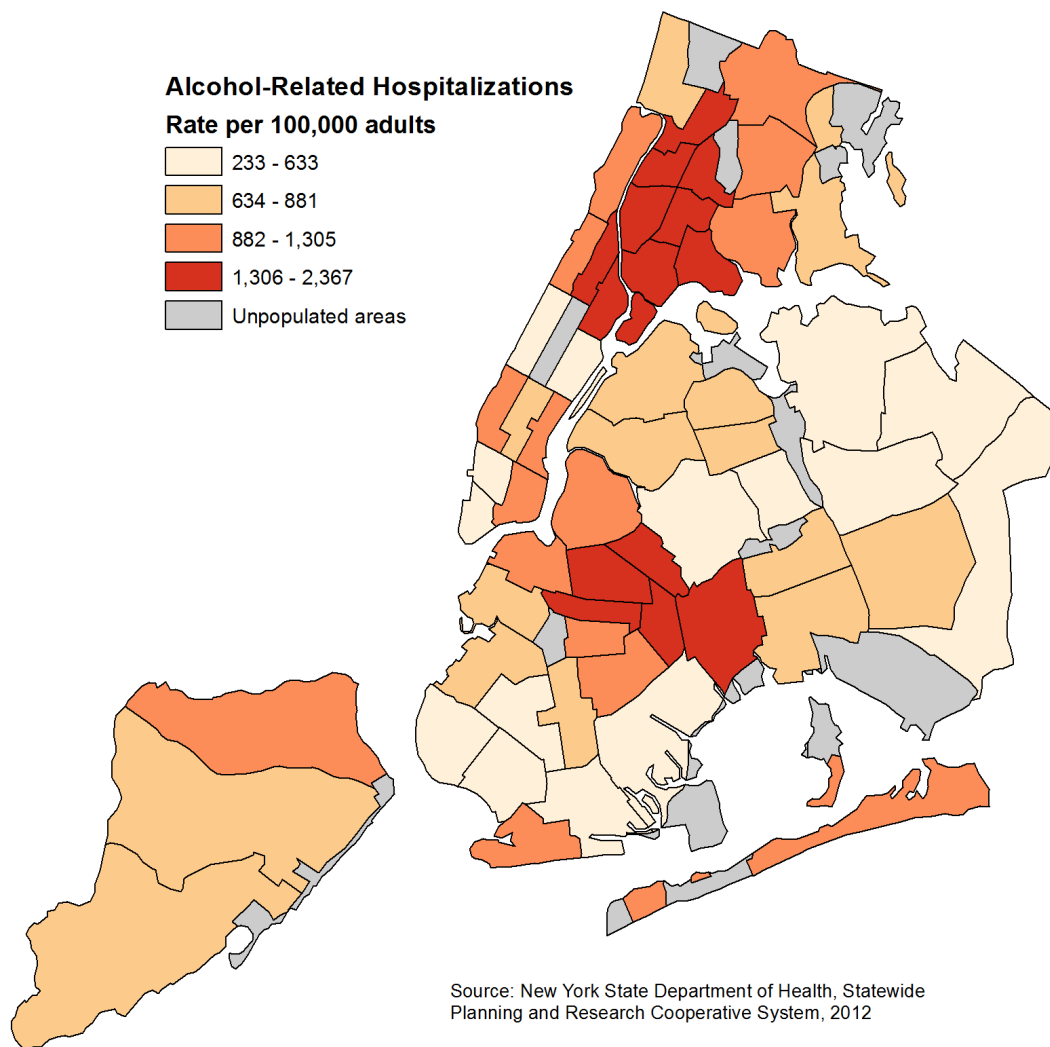 Alcohol-Related Hospitalizations
Rate per 100,000 adults
233 - 633
634 - 881
882 - 1,305
1,306 - 2,367
Unpopulated areas
Source: New York State Department of Health, Statewide
Planning and Research Cooperative System, 2012